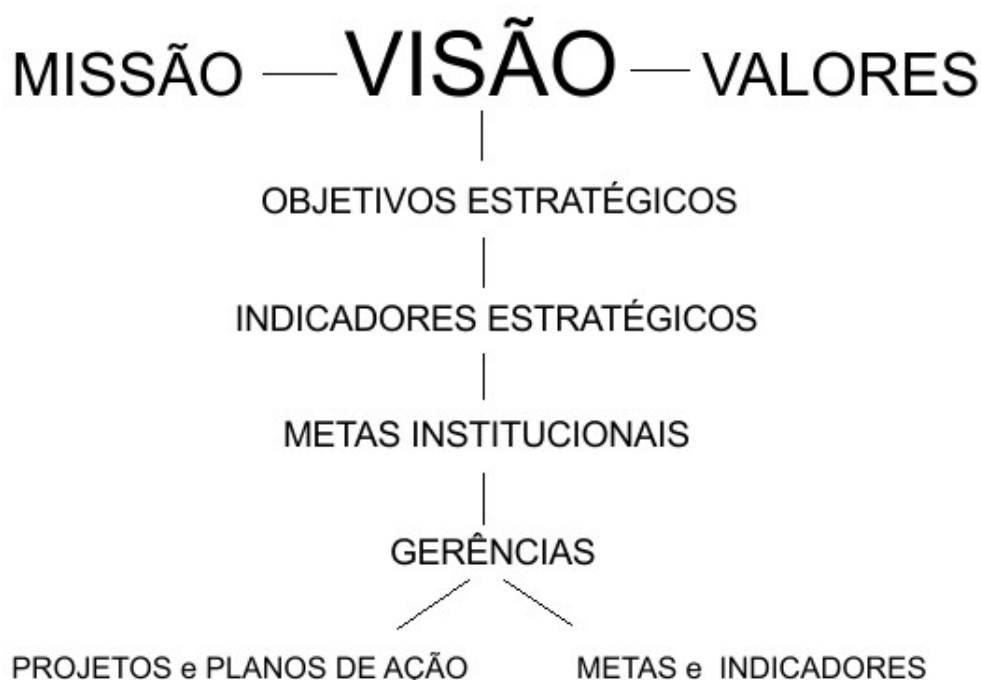 MISSÃO VISÃO VALORES
OBJETIVOS ESTRATÉGICOS
INDICADORES ESTRATÉGICOS
METAS INSTITUCIONAIS
GERÊNCIAS
PROJETOS e PLANOS DE AÇÃO METAS e INDICADORES